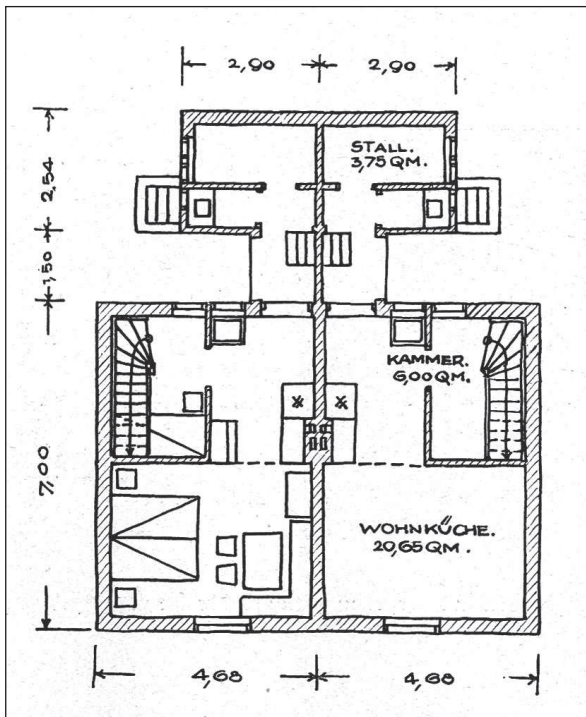 2,90 2,90
STALL.
3,75 QM.
2,54
1,50
KAMMER.
6,00 QM.
7,00
WOHNKÜCHE.
20,65 QM.
4,68 4,68